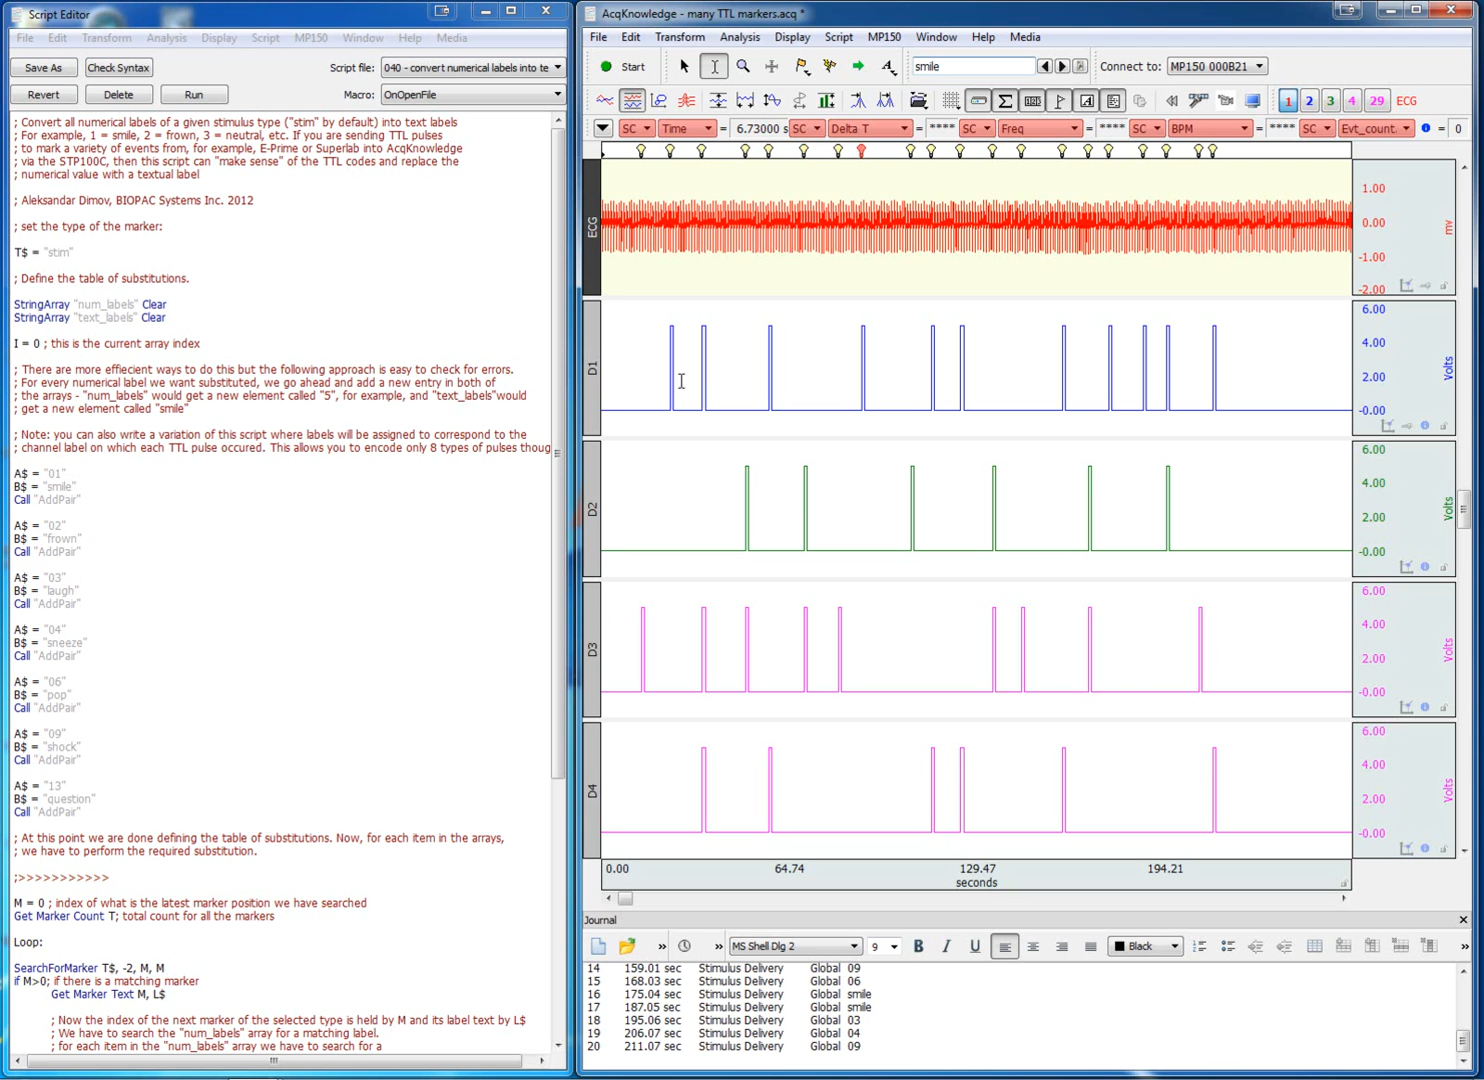 Script Editor
File Edit Transform Analysis Display Script MP150 Window Help Media
Save As Check Syntax Script file: 040 - convert numerical labels into te
Revert Delete Run Macro: OnOpenFile
; Convert all numerical labels of a given stimulus type ("stim" by default) into text labels
; For example, 1 = smile, 2 = frown, 3 = neutral, etc. If you are sending TTL pulses
; to mark a variety of events from, for example, E-Prime or Superlab into AcqKnowledge
; via the STP100C, then this script can "make sense" of the TTL codes and replace the
; numerical value with a textual label
; Aleksandar Dimov, BIOPAC Systems Inc. 2012
; set the type of the marker:
T$ = "stim"
; Define the table of substitutions.
StringArray "num_labels" Clear
StringArray "text_labels" Clear
I = 0 ; this is the current array index
; There are more effiecient ways to do this but the following approach is easy to check for errors.
; For every numerical label we want substituted, we go ahead and add a new entry in both of
; the arrays - "num_labels" would get a new element called "5", for example, and "text_labels"would
; get a new element called "smile"
; Note: you can also write a variation of this script where labels will be assigned to correspond to the
; channel label on which each TTL pulse occured. This allows you to encode only 8 types of pulses thoug
A$ = "01"
B$ = "smile"
Call "AddPair"
A$ = "02"
B$ = "frown"
Call "AddPair"
A$ = "03"
B$ = "laugh"
Call "AddPair"
A$ = "04"
B$ = "sneeze"
Call "AddPair"
A$ = "06"
B$ = "pop"
Call "AddPair"
A$ = "09"
B$ = "shock"
Call "AddPair"
A$ = "13"
B$ = "question"
Call "AddPair"
; At this point we are done defining the table of substitutions. Now, for each item in the arrays,
; we have to perform the required substitution.
;>>>>>>>>>>>
M = 0 ; index of what is the latest marker position we have searched
Get Marker Count T; total count for all the markers
Loop:
SearchForMarker T$, -2, M, M
if M>0; if there is a matching marker
Get Marker Text M, L$
; Now the index of the next marker of the selected type is held by M and its label text by L$
; We have to search the "num_labels" array for a matching label.
; for each item in the "num_labels" array we have to search for a
AcqKnowledge - many TTL markers.acq *
File Edit Transform Analysis Display Script MP150 Window Help Media
Start smile Connect to: MP150 000B21
1 2 3 4 29 ECG
SC Time = 6.73000 s SC Delta T = **** SC Freq = **** SC BPM = **** SC Evt_count. = 0
ECG
1.00
0.00
-1.00
-2.00
mv
D1
6.00
4.00
2.00
-0.00
Volts
D2
6.00
4.00
2.00
-0.00
Volts
D3
6.00
4.00
2.00
-0.00
Volts
D4
6.00
4.00
2.00
-0.00
Volts
0.00 64.74 129.47 194.21
seconds
Journal
MS Shell Dlg 2 9 B I U Black
14 159.01 sec Stimulus Delivery Global 09
15 168.03 sec Stimulus Delivery Global 06
16 175.04 sec Stimulus Delivery Global smile
17 187.05 sec Stimulus Delivery Global smile
18 195.06 sec Stimulus Delivery Global 03
19 206.07 sec Stimulus Delivery Global 04
20 211.07 sec Stimulus Delivery Global 09